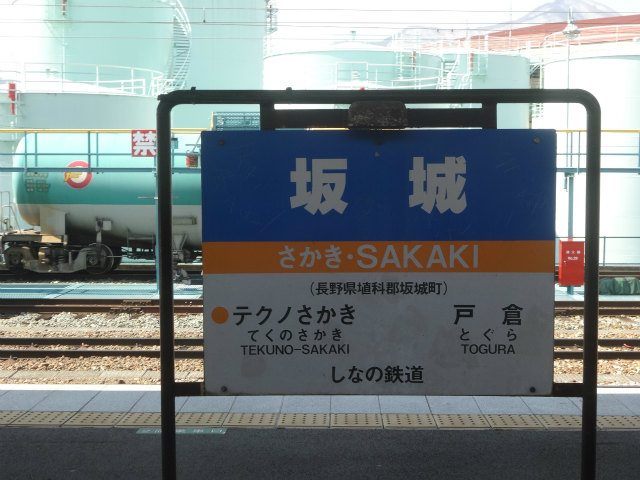 禁
坂城
さかき・SAKAKI
(長野県埴科郡坂城町)
テクノさかき 戸倉
てくのさかき とぐら
TEKUNO-SAKAKI TOGURA
しなの鉄道